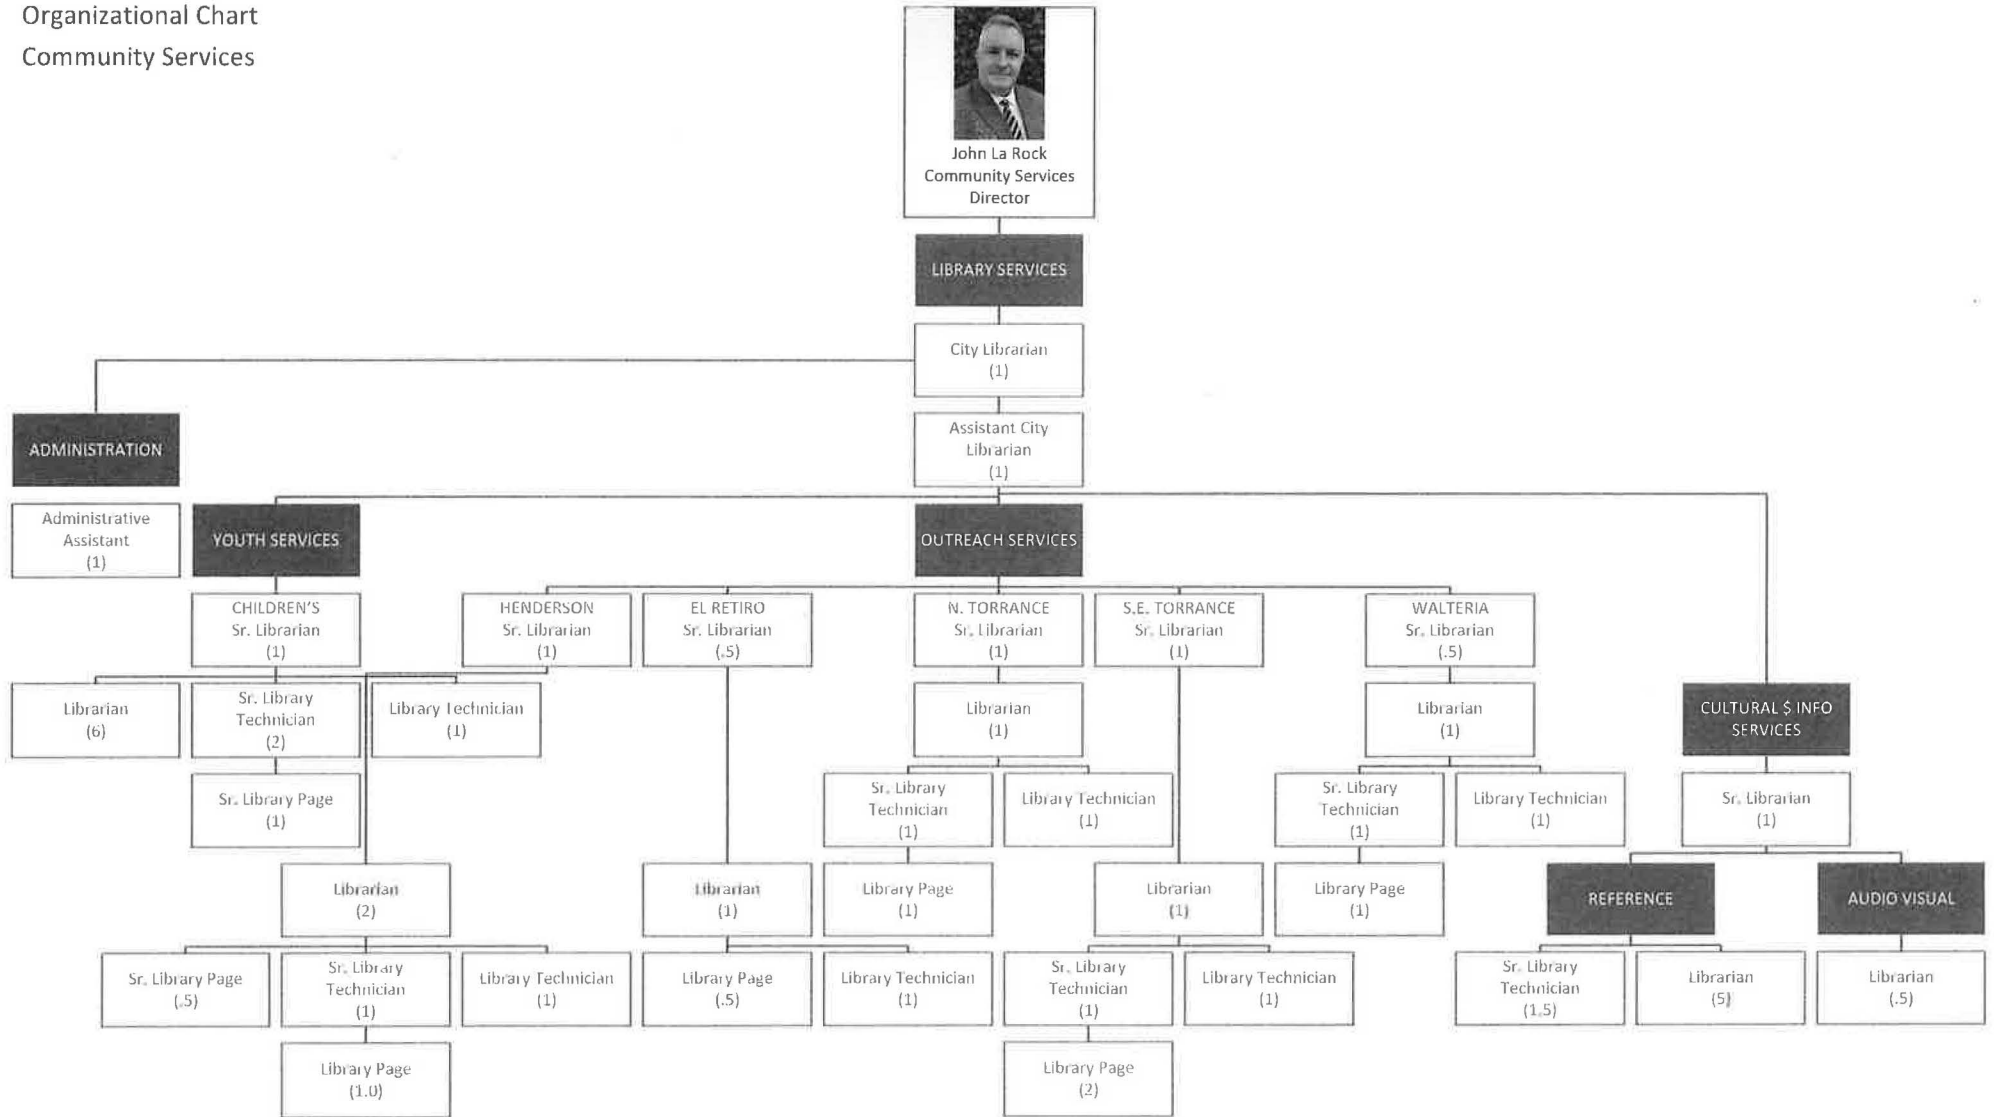 Organizational Chart
Community Services
John La Rock
Community Services
Director
LIBRARY SERVICES
City Librarian
(1)
Assistant City
Librarian
(1)
ADMINISTRATION
Administrative
Assistant
(1)
YOUTH SERVICES
OUTREACH SERVICES
CHILDREN'S
Sr. Librarian
(1)
HENDERSON
Sr. Librarian
(1)
EL RETIRO
Sr. Librarian
(.5)
N. TORRANCE
Sr. Librarian
(1)
S.E. TORRANCE
Sr. Librarian
(1)
WALTERIA
Sr. Librarian
(.5)
Librarian
(6)
Sr. Library
Technician
(2)
Library Technician
(1)
Librarian
(1)
Librarian
(1)
CULTURAL $ INFO
SERVICES
Sr. Library Page
(1)
Sr. Library
Technician
(1)
Library Technician
(1)
Sr. Library
Technician
(1)
Library Technician
(1)
Sr. Librarian
(1)
Librarian
(2)
Librarian
(1)
Library Page
(1)
Librarian
(1)
Library Page
(1)
REFERENCE
AUDIO VISUAL
Sr. Library Page
(.5)
Sr. Library
Technician
(1)
Library Technician
(1)
Library Page
(.5)
Library Technician
(1)
Sr. Library
Technician
(1)
Library Technician
(1)
Sr. Library
Technician
(1.5)
Librarian
(5)
Librarian
(.5)
Library Page
(1.0)
Library Page
(2)